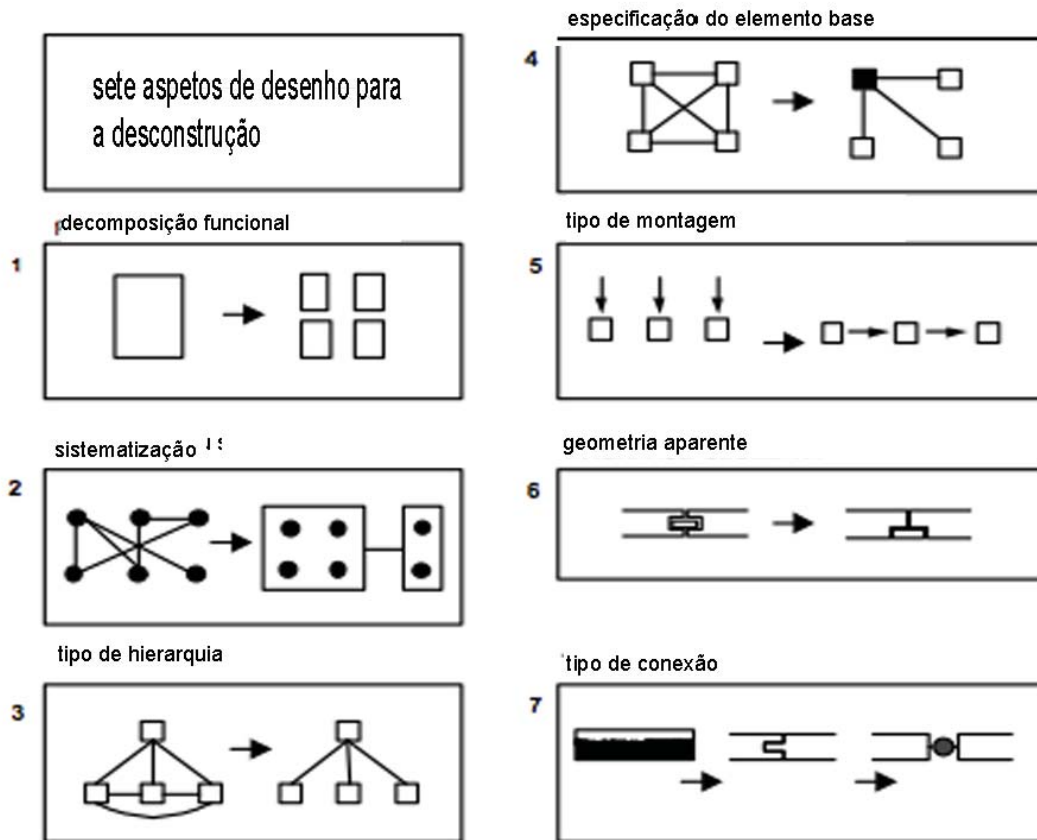 sete aspetos de desenho para
a desconstrução
decomposição funcional
1
sistematização
2
tipo de hierarquia
3
especificação do elemento base
4
tipo de montagem
5
geometria aparente
6
tipo de conexão
7